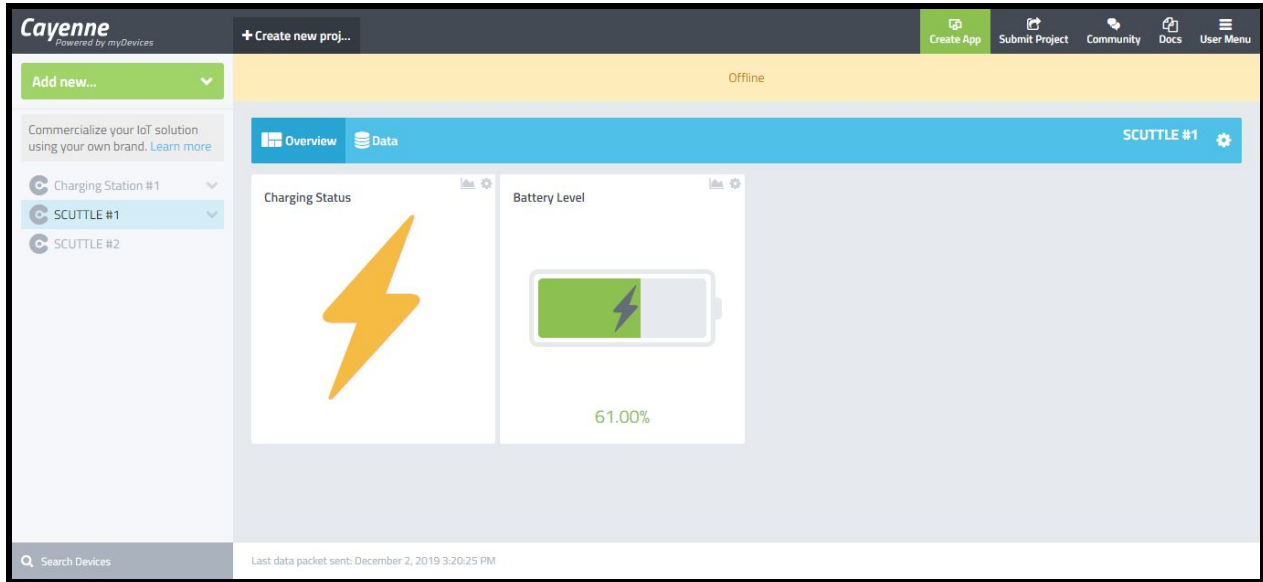 Cayenne
Powered by myDevices
+ Create new proj...
Create App
Submit Project
Community
Docs
User Menu
Add new...
Offline
Commercialize your IoT solution
using your own brand. Learn more
Overview
Data
SCUTTLE #1
Charging Station #1
SCUTTLE #1
SCUTTLE #2
Charging Status
Battery Level
61.00%
Search Devices
Last data packet sent: December 2, 2019 3:20:25 PM